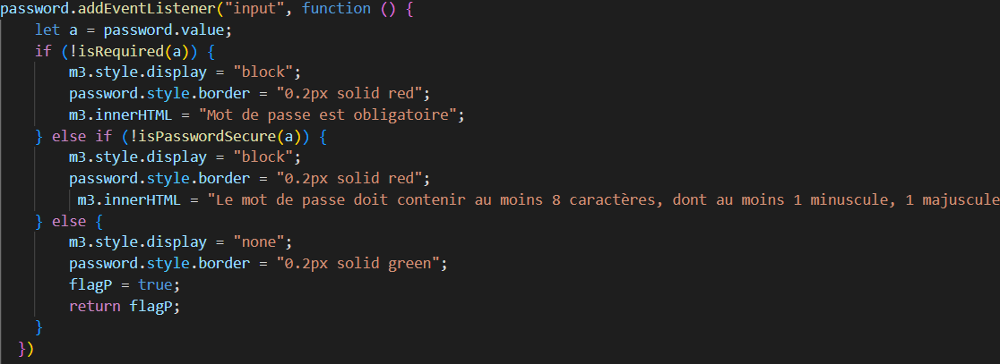 password.addEventListener("input", function () {
let a = password.value;
if (!isRequired(a)) {
m3.style.display = "block";
password.style.border = "0.2px solid red";
m3.innerHTML = "Mot de passe est obligatoire";
} else if (!isPasswordSecure(a)) {
m3.style.display = "block";
password.style.border = "0.2px solid red";
m3.innerHTML = "Le mot de passe doit contenir au moins 8 caractères, dont au moins 1 minuscule, 1 majuscule
} else {
m3.style.display = "none";
password.style.border = "0.2px solid green";
flagP = true;
return flagP;
}
})